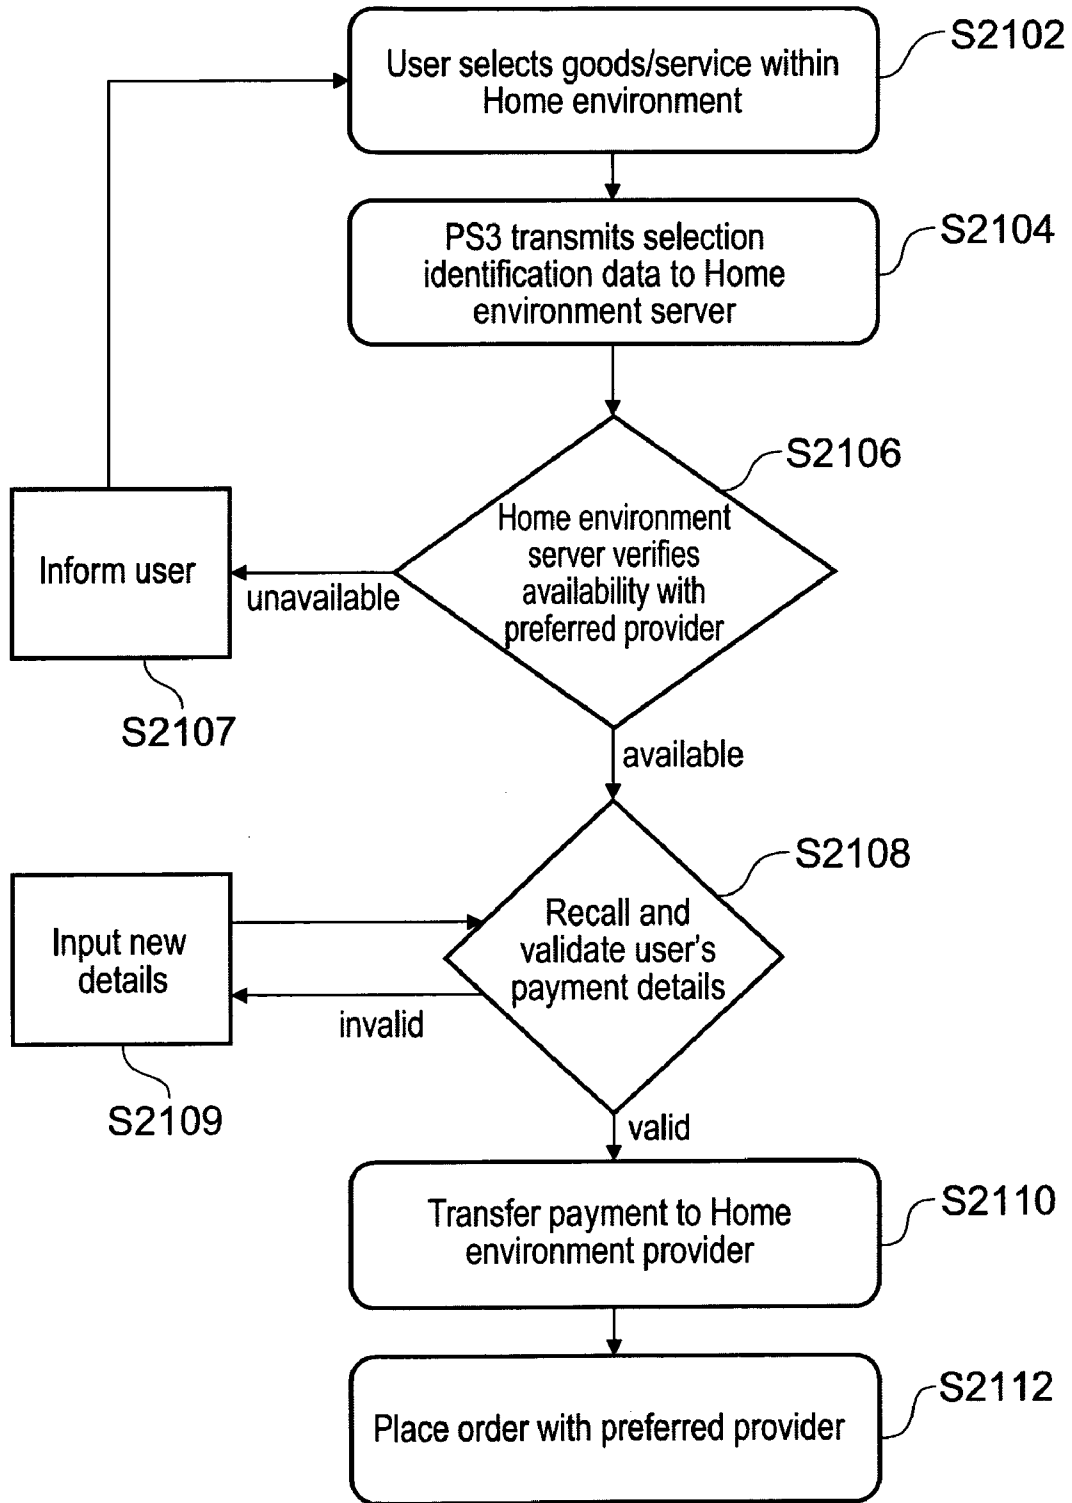 S2102
User selects goods/service within
Home environment
PS3 transmits selection
identification data to Home
environment server
S2104
S2106
Home environment
server verifies
availability with
preferred provider
Inform user
unavailable
S2107
available
S2108
Recall and
validate user's
payment details
Input new
details
invalid
S2109
valid
Transfer payment to Home
environment provider
S2110
Place order with preferred provider
S2112